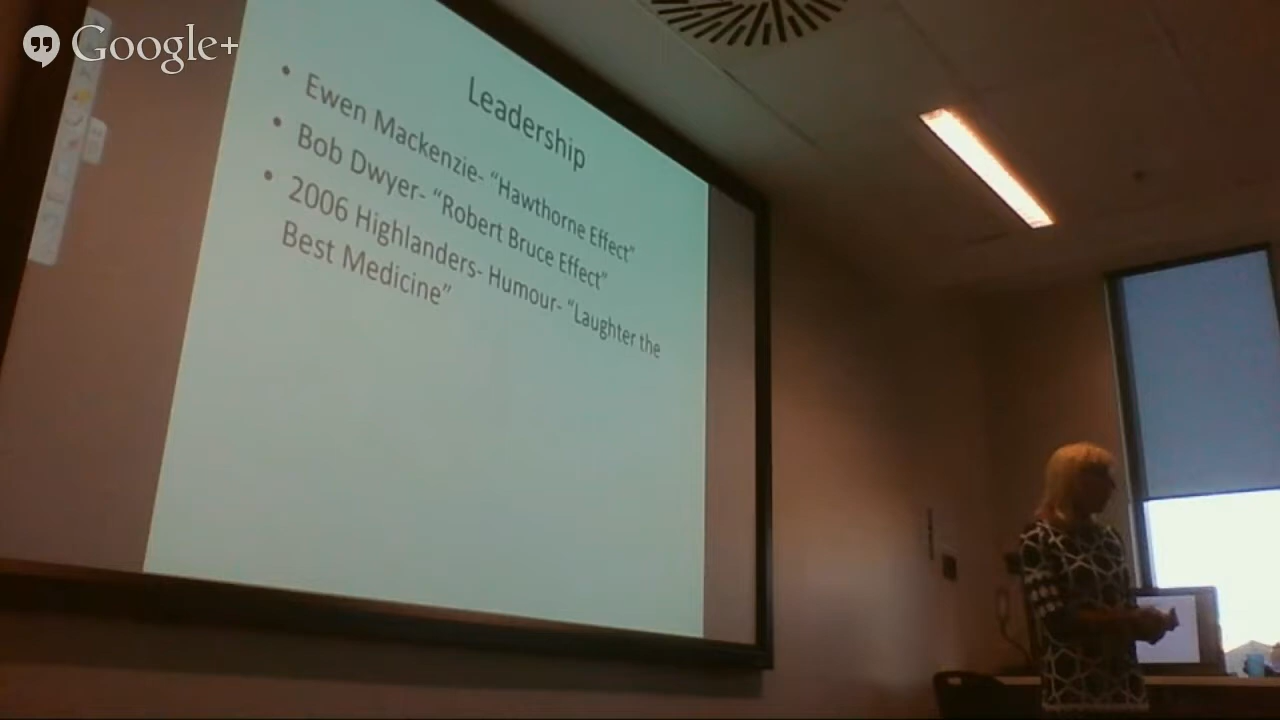 Google+
Leadership
• Ewen Mackenzie- “Hawthorne Effect”
• Bob Dwyer- “Robert Bruce Effect”
• 2006 Highlanders- Humour- “Laughter the
Best Medicine”